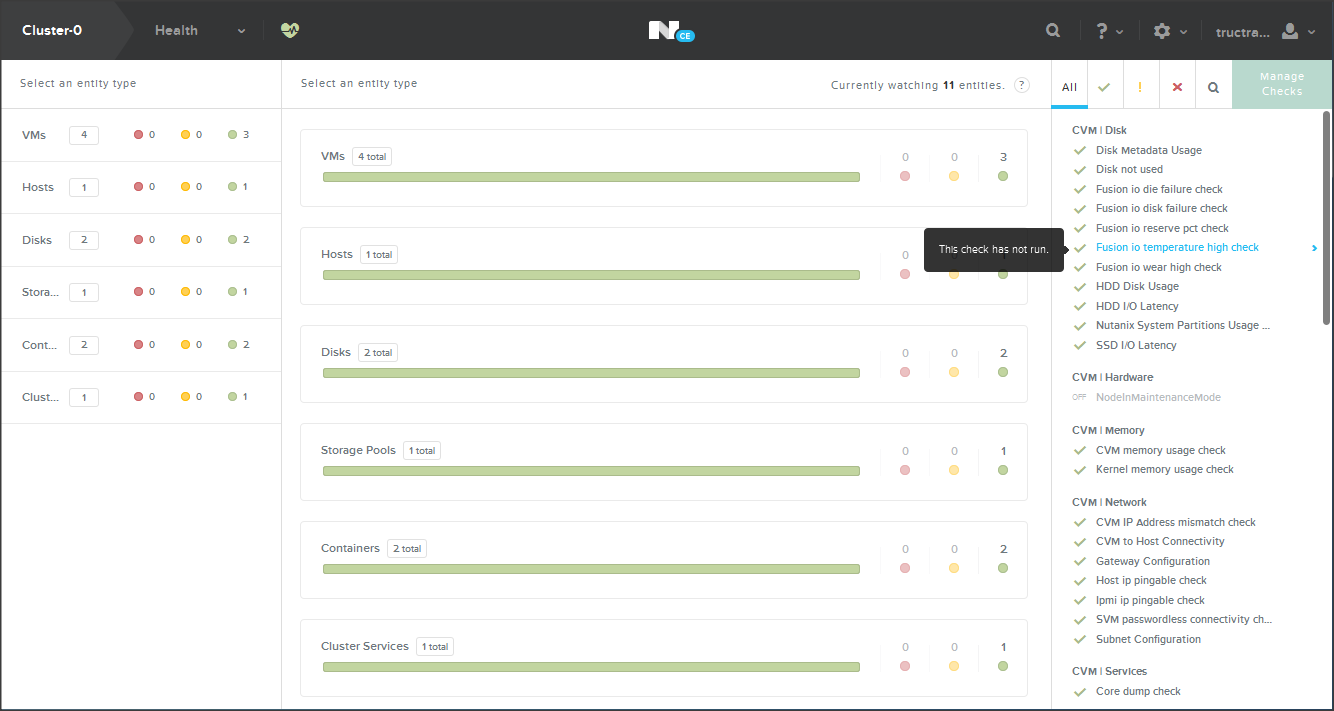 Cluster-0
Health
N CE
?
tructra...
Select an entity type
Select an entity type
Currently watching 11 entities. ?
All
!
Manage Checks
VMs 4 0 0 3
Hosts 1 0 0 1
Disks 2 0 0 2
Stora... 1 0 0 1
Cont... 2 0 0 2
Clust... 1 0 0 1
VMs 4 total 0 0 3
Hosts 1 total 0
Disks 2 total 0 0 2
Storage Pools 1 total 0 0 1
Containers 2 total 0 0 2
Cluster Services 1 total 0 0 1
This check has not run.
CVM | Disk
Disk Metadata Usage
Disk not used
Fusion io die failure check
Fusion io disk failure check
Fusion io reserve pct check
Fusion io temperature high check
Fusion io wear high check
HDD Disk Usage
HDD I/O Latency
Nutanix System Partitions Usage ...
SSD I/O Latency
CVM | Hardware
OFF NodeInMaintenanceMode
CVM | Memory
CVM memory usage check
Kernel memory usage check
CVM | Network
CVM IP Address mismatch check
CVM to Host Connectivity
Gateway Configuration
Host ip pingable check
Ipmi ip pingable check
SVM passwordless connectivity ch...
Subnet Configuration
CVM | Services
Core dump check